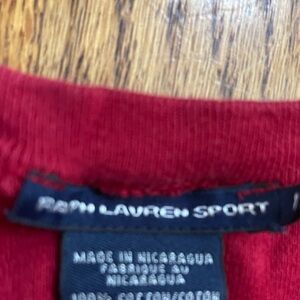 RALPH LAUREN SPORT
MADE IN NICARAGUA
FABRIQUE AU
NICARAGUA
100% COTTON/COTON